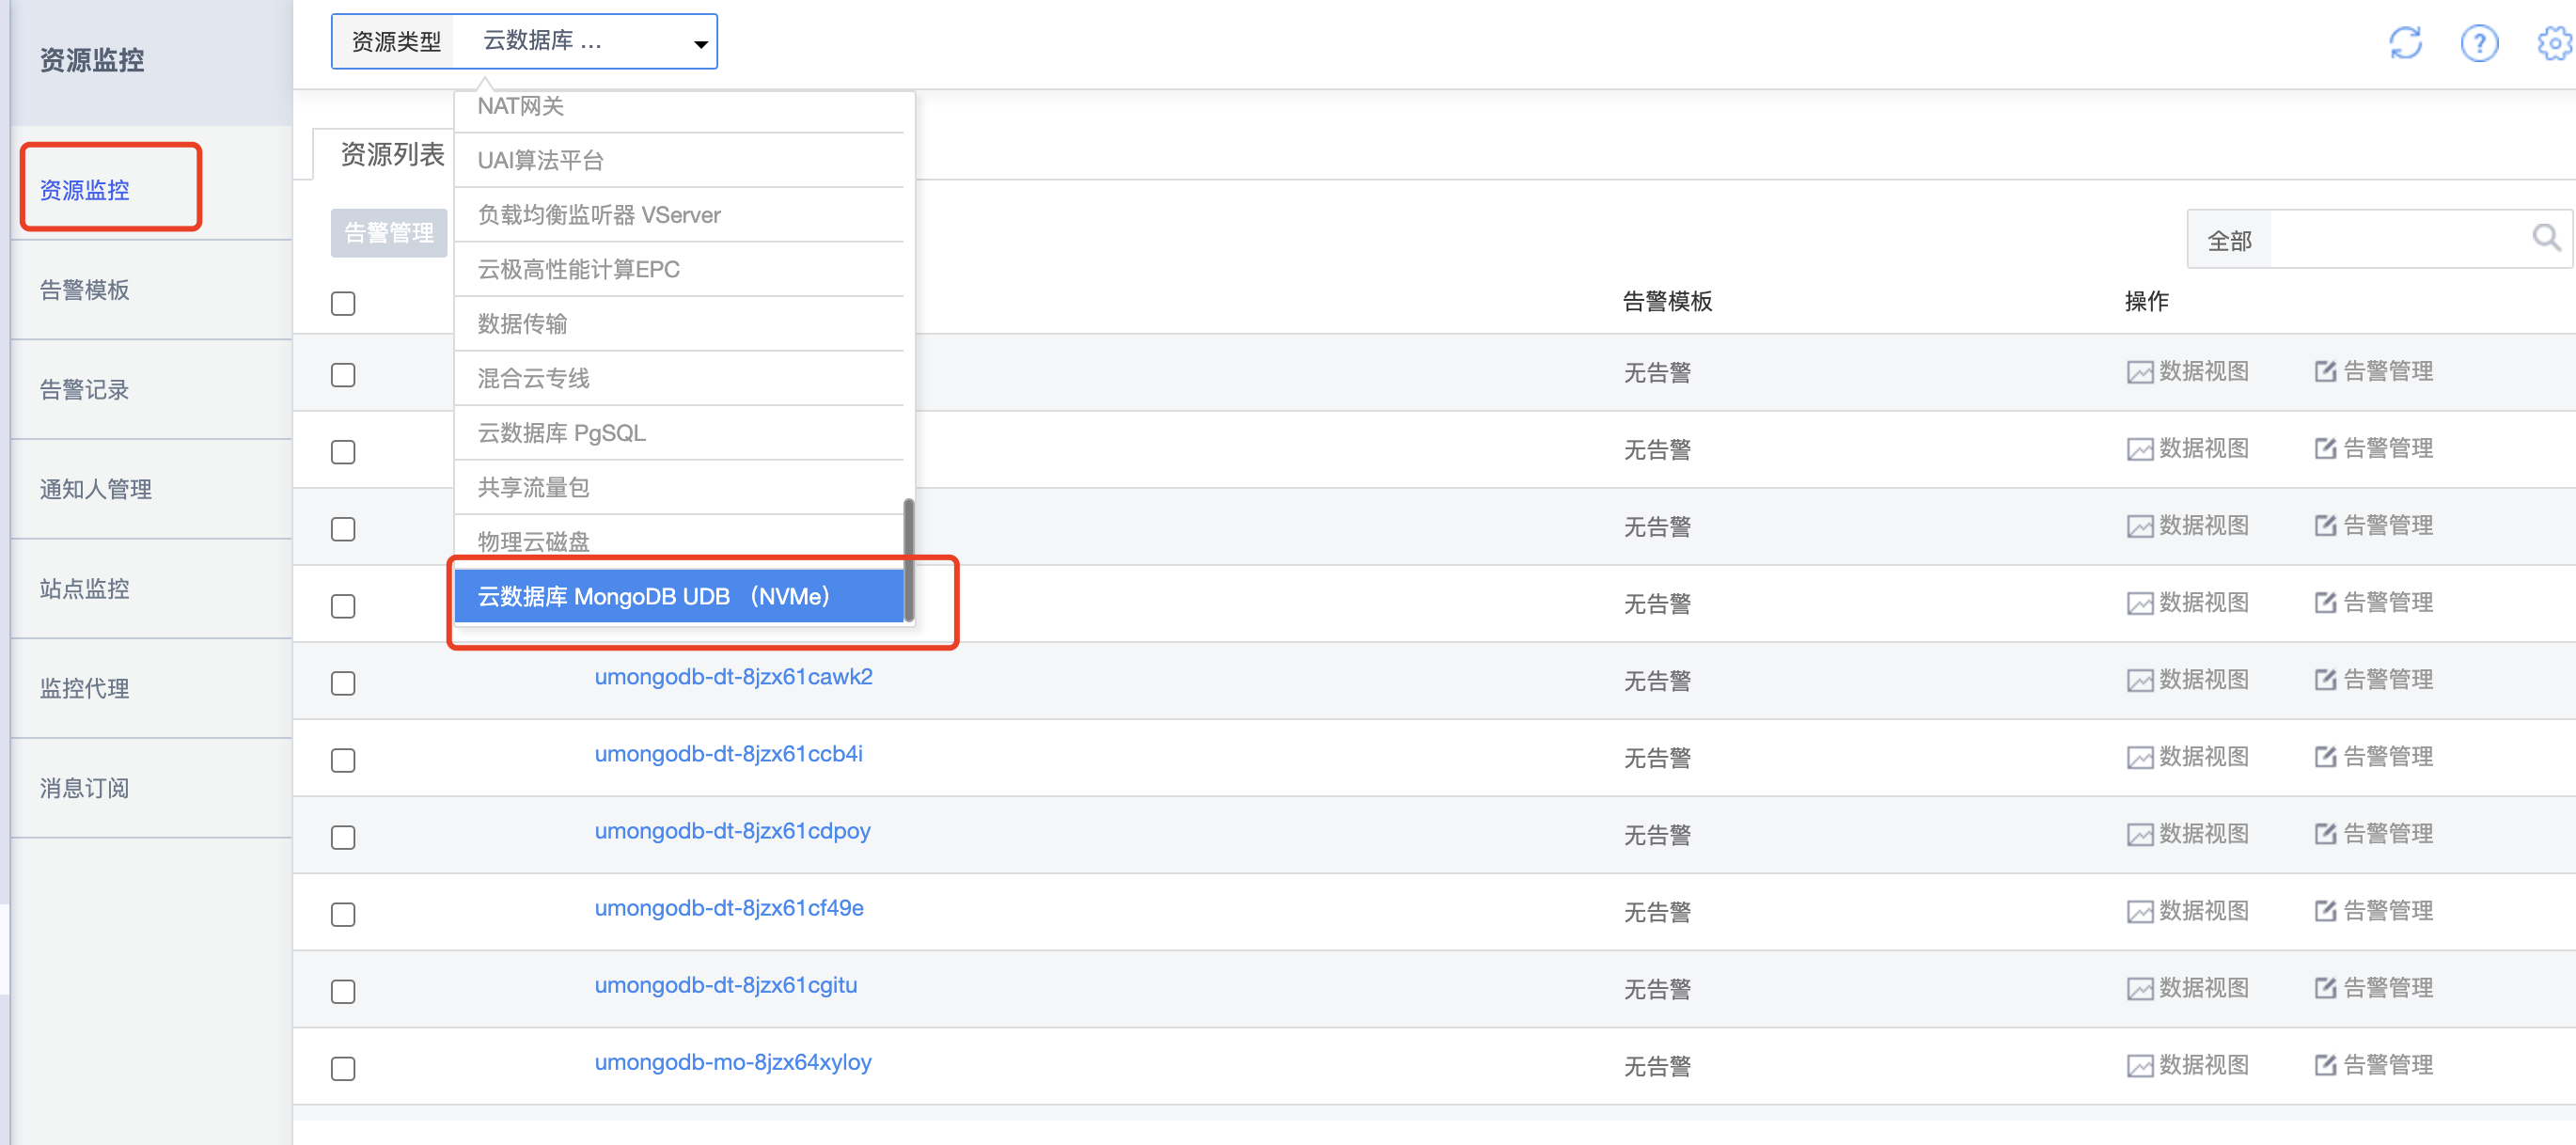 资源监控
资源监控
告警模板
告警记录
通知人管理
站点监控
监控代理
消息订阅
资源类型 云数据库 ...
NAT网关
UAI算法平台
负载均衡监听器 VServer
云极高性能计算EPC
数据传输
混合云专线
云数据库 PgSQL
共享流量包
物理云磁盘
云数据库 MongoDB UDB （NVMe）
资源列表
告警管理
全部
告警模板 操作
无告警 数据视图 告警管理
无告警 数据视图 告警管理
无告警 数据视图 告警管理
无告警 数据视图 告警管理
umongodb-dt-8jzx61cawk2 无告警 数据视图 告警管理
umongodb-dt-8jzx61ccb4i 无告警 数据视图 告警管理
umongodb-dt-8jzx61cdpoy 无告警 数据视图 告警管理
umongodb-dt-8jzx61cf49e 无告警 数据视图 告警管理
umongodb-dt-8jzx61cgitu 无告警 数据视图 告警管理
umongodb-mo-8jzx64xyloy 无告警 数据视图 告警管理